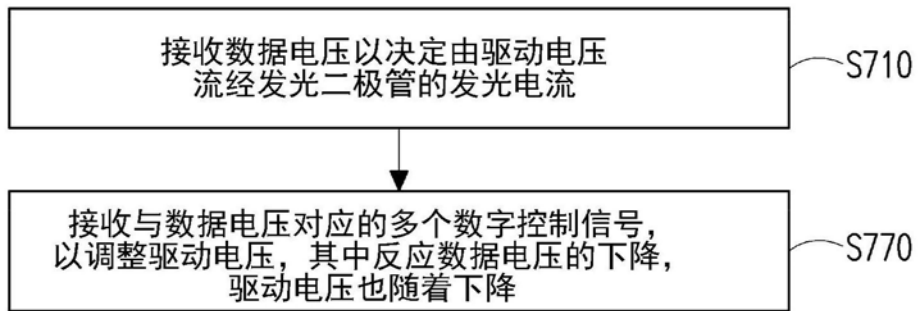 接收数据电压以决定由驱动电压
流经发光二极管的发光电流
S710
接收与数据电压对应的多个数字控制信号，
以调整驱动电压，其中反应数据电压的下降，
驱动电压也随着下降
S770